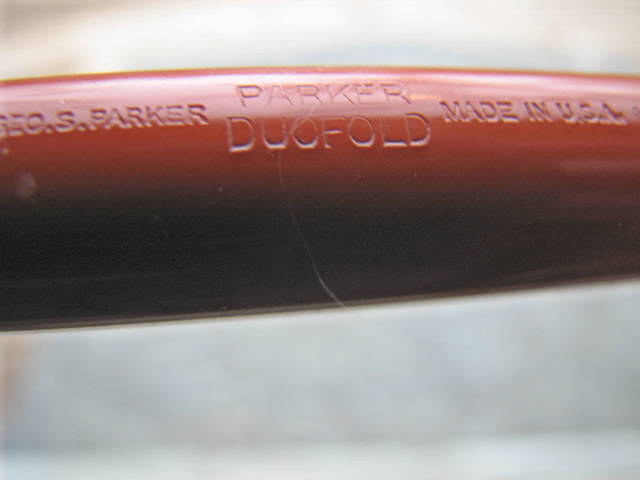 GEO.S.PARKER
PARKER
DUOFOLD
MADE IN U.S.A.